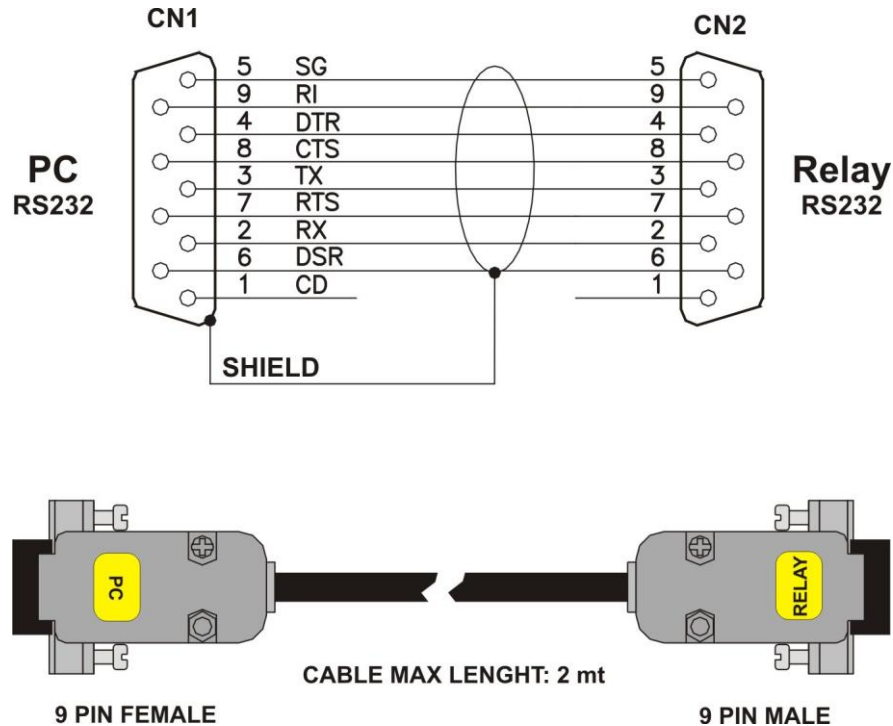 CN1
CN2
5 SG 5
9 RI 9
4 DTR 4
8 CTS 8
3 TX 3
7 RTS 7
2 RX 2
6 DSR 6
1 CD 1
PC
RS232
Relay
RS232
SHIELD
PC
RELAY
CABLE MAX LENGHT: 2 mt
9 PIN FEMALE
9 PIN MALE